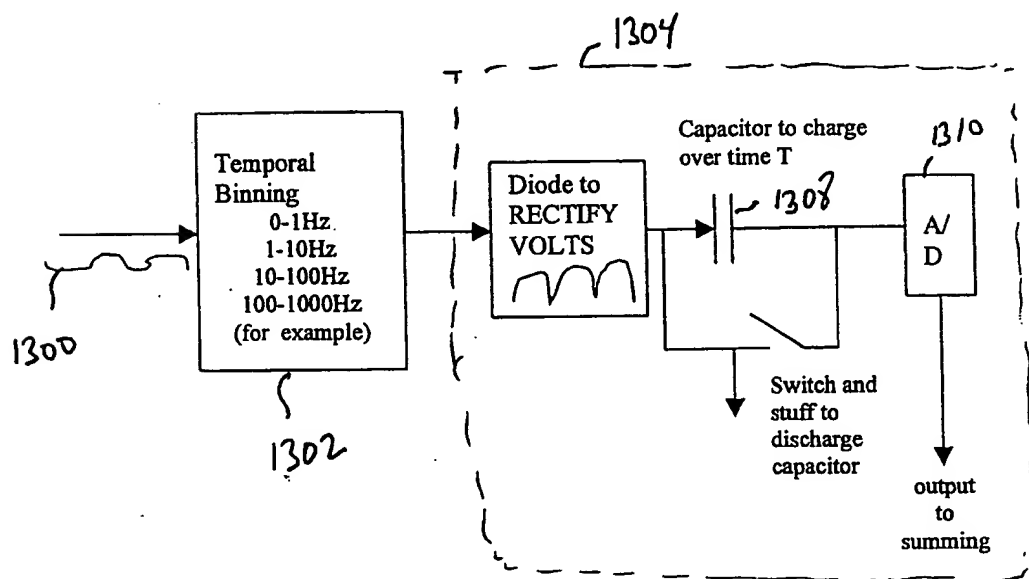 1304
Capacitor to charge
over time T
1310
Temporal
Binning
0-1Hz
1-10Hz
10-100Hz
100-1000Hz
(for example)
Diode to
RECTIFY
VOLTS
1308
A/
D
1300
1302
Switch and
stuff to
discharge
capacitor
output
to
summing